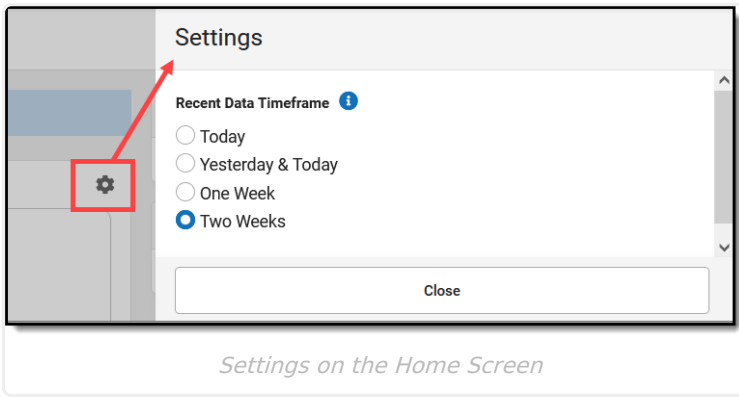 Settings
Recent Data Timeframe
Today
Yesterday & Today
One Week
Two Weeks
Close
Settings on the Home Screen